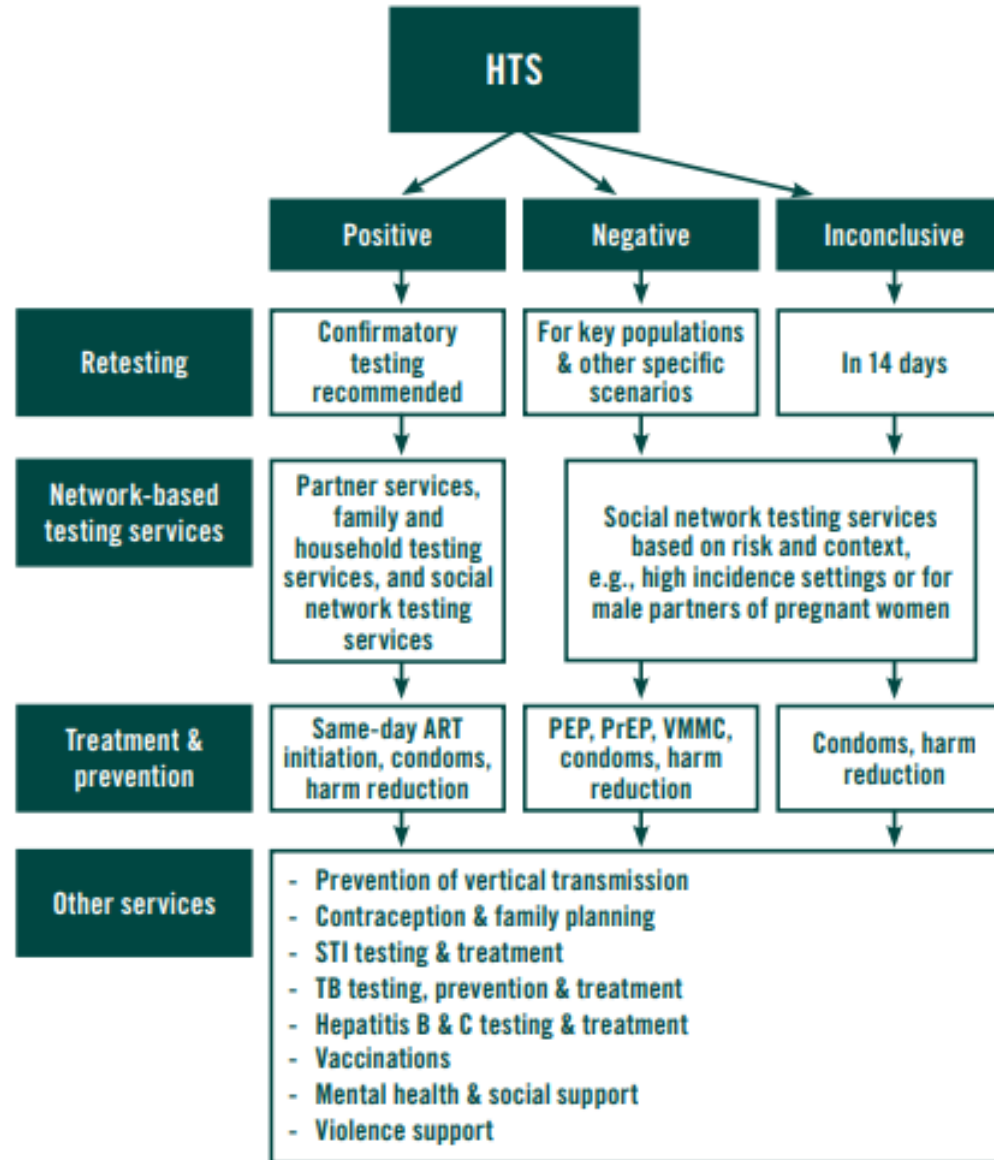 HTS
Positive
Negative
Inconclusive
Retesting
Confirmatory
testing
recommended
For key populations
& other specific
scenarios
In 14 days
Network-based
testing services
Partner services,
family and
household testing
services, and social
network testing
services
Social network testing services
based on risk and context,
e.g., high incidence settings or for
male partners of pregnant women
Treatment &
prevention
Same-day ART
initiation, condoms,
harm reduction
PEP, PrEP, VMMC,
condoms, harm
reduction
Condoms, harm
reduction
Other services
- Prevention of vertical transmission
- Contraception & family planning
- STI testing & treatment
- TB testing, prevention & treatment
- Hepatitis B & C testing & treatment
- Vaccinations
- Mental health & social support
- Violence support